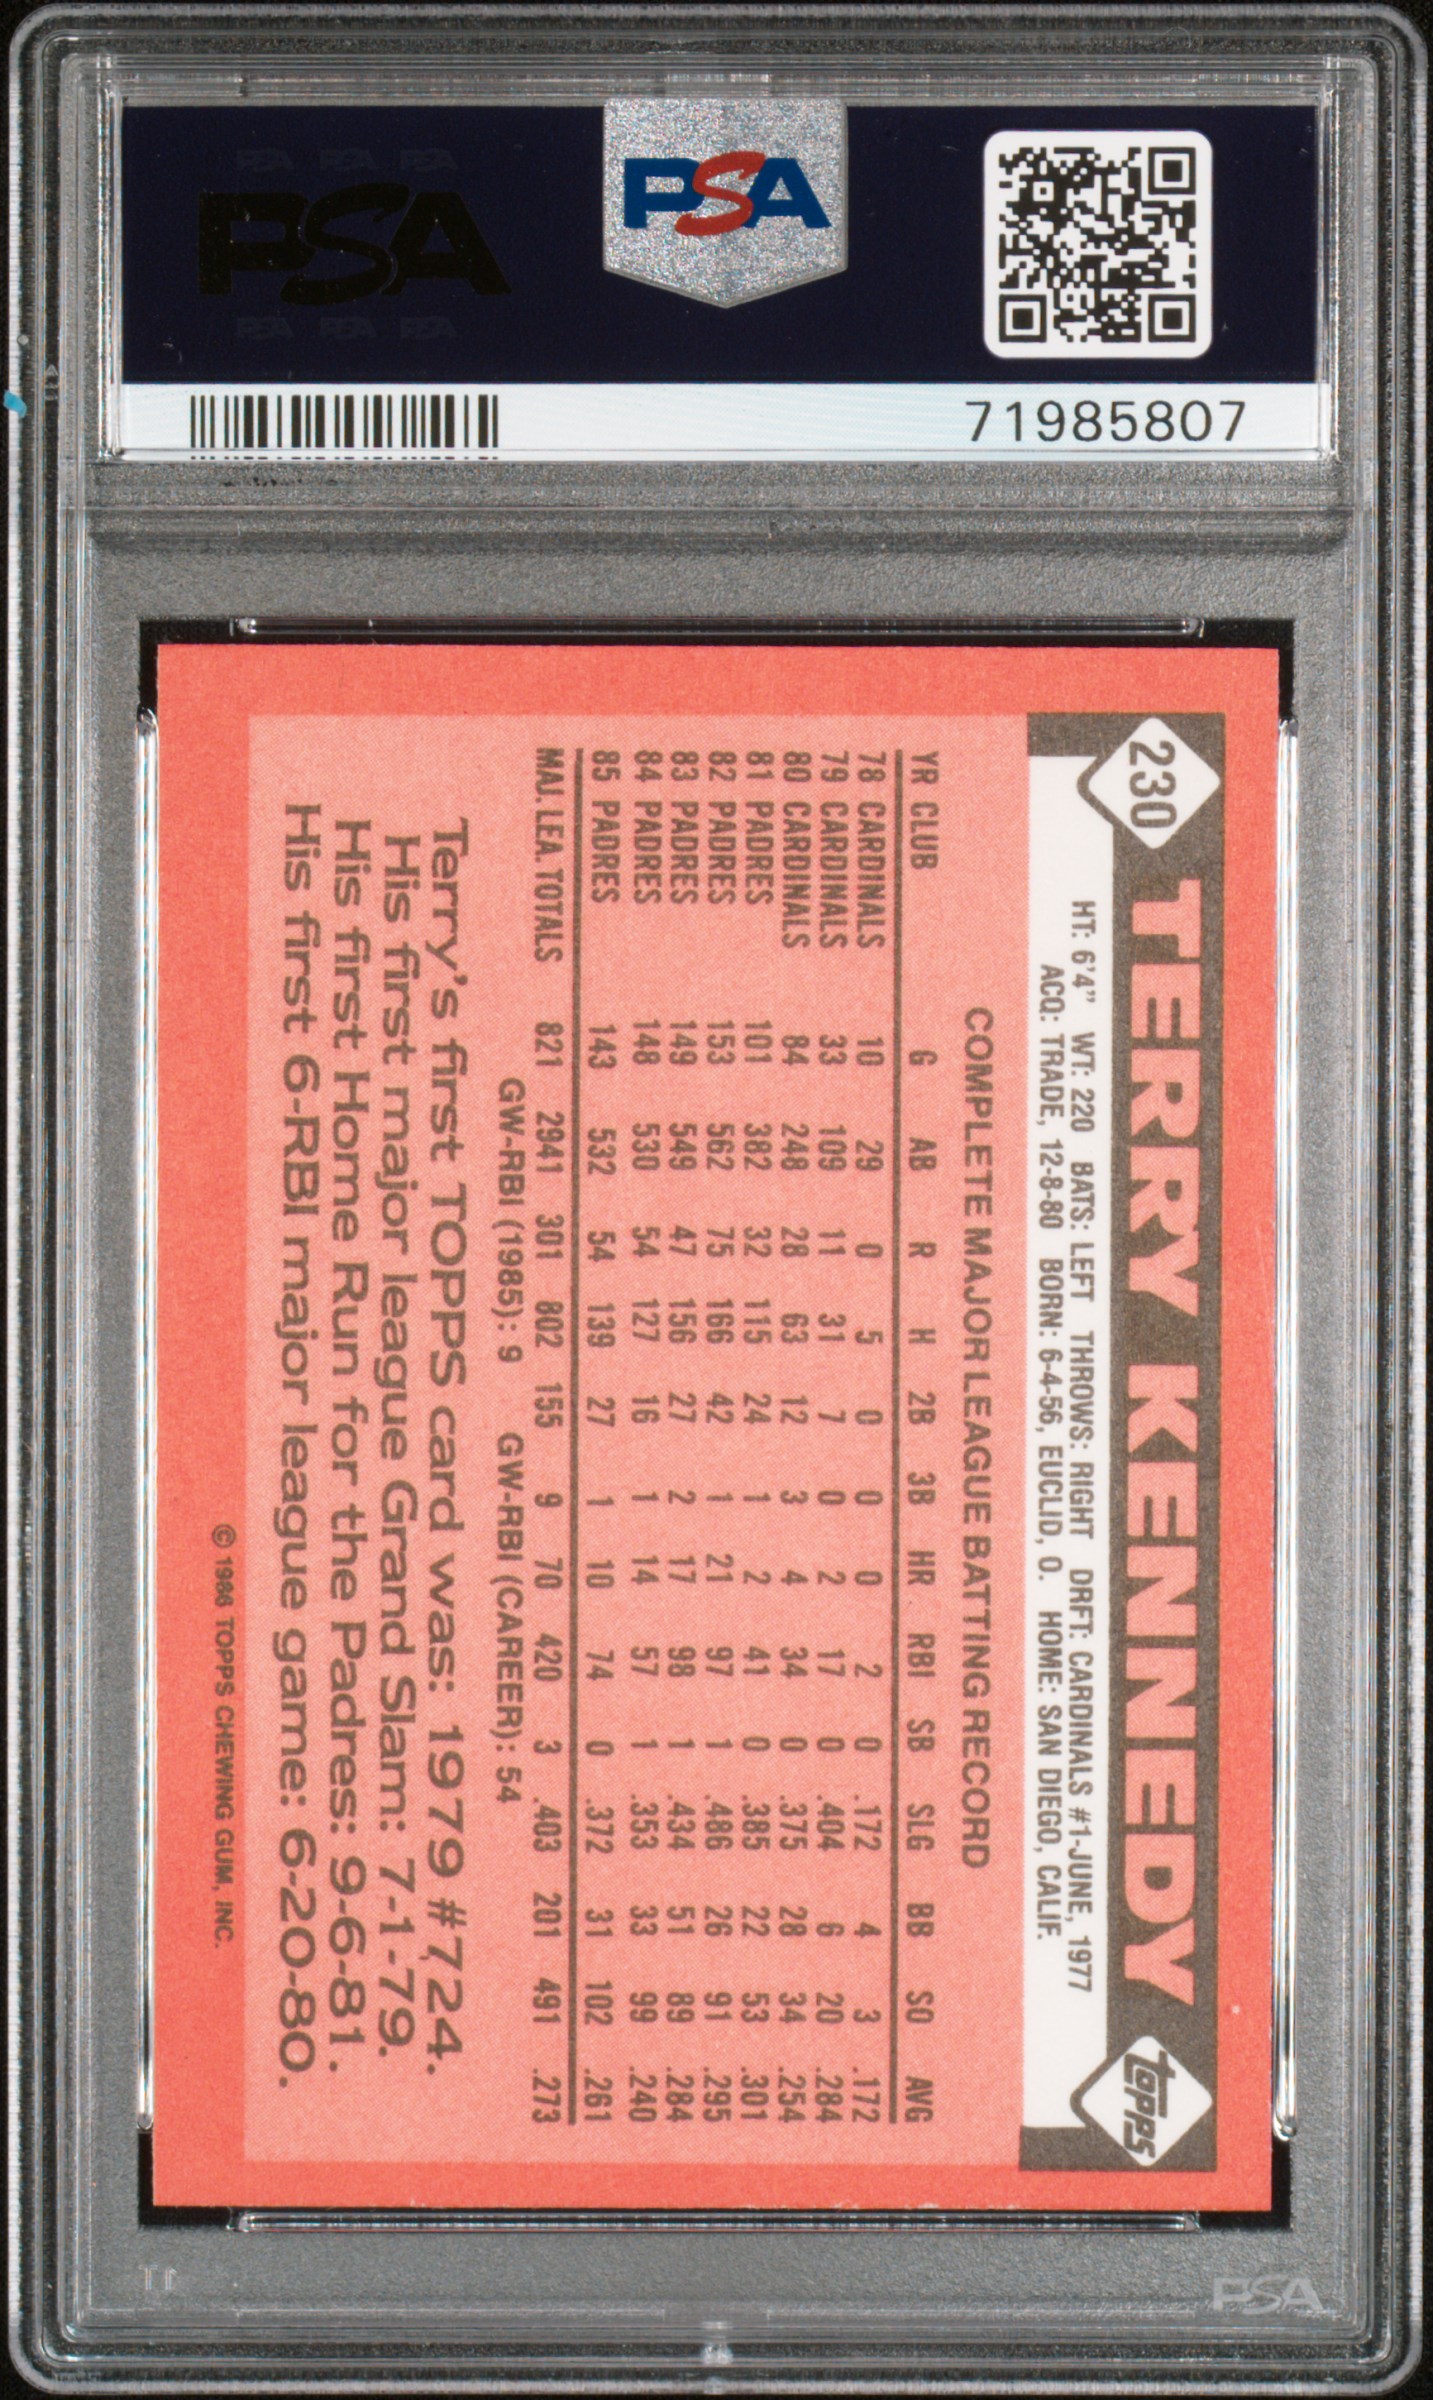 PSA PSA PSA
PSA
PSA PSA PSA
PSA
71985807
230 TERRY KENNEDY topps
HT: 6'4" WT: 220 BATS: LEFT THROWS: RIGHT DRFT: CARDINALS #1-JUNE, 1977
ACQ: TRADE, 12-8-80 BORN: 6-4-56, EUCLID, O. HOME: SAN DIEGO, CALIF.
COMPLETE MAJOR LEAGUE BATTING RECORD
YR CLUB G AB R H 2B 3B HR RBI SB SLG BB SO AVG
78 CARDINALS 10 29 0 5 0 0 0 2 0 .172 4 3 .172
79 CARDINALS 33 109 11 31 7 0 2 17 0 .404 6 20 .284
80 CARDINALS 84 248 28 63 12 3 4 34 0 .375 28 34 .254
81 PADRES 101 382 32 115 24 1 2 41 0 .385 22 53 .301
82 PADRES 153 562 75 166 42 1 21 97 1 .486 26 91 .295
83 PADRES 149 549 47 156 27 2 17 98 1 .434 51 89 .284
84 PADRES 148 530 54 127 16 1 14 57 1 .353 33 99 .240
85 PADRES 143 532 54 139 27 1 10 74 0 .372 31 102 .261
MAJ. LEA. TOTALS 821 2941 301 802 155 9 70 420 3 .403 201 491 .273
GW-RBI (1985): 9 GW-RBI (CAREER): 54
Terry's first TOPPS card was: 1979 #724.
His first major league Grand Slam: 7-1-79.
His first Home Run for the Padres: 9-6-81.
His first 6-RBI major league game: 6-20-80.
© 1986 TOPPS CHEWING GUM, INC.
PSA